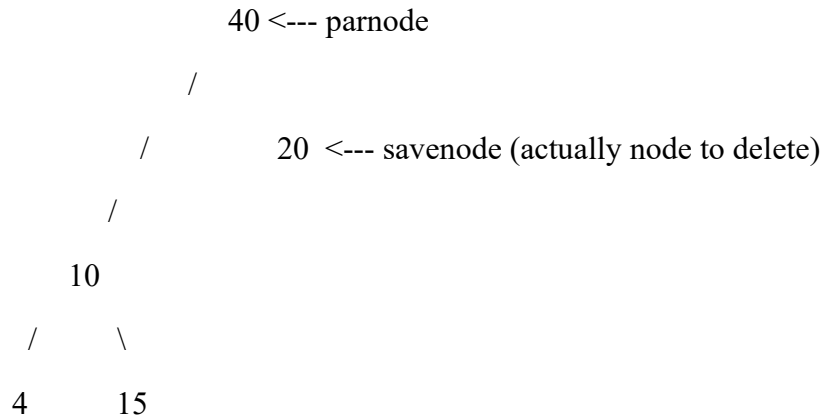 40 <--- parnode
/
/ 20 <--- savenode (actually node to delete)
/
10
/ \
4 15